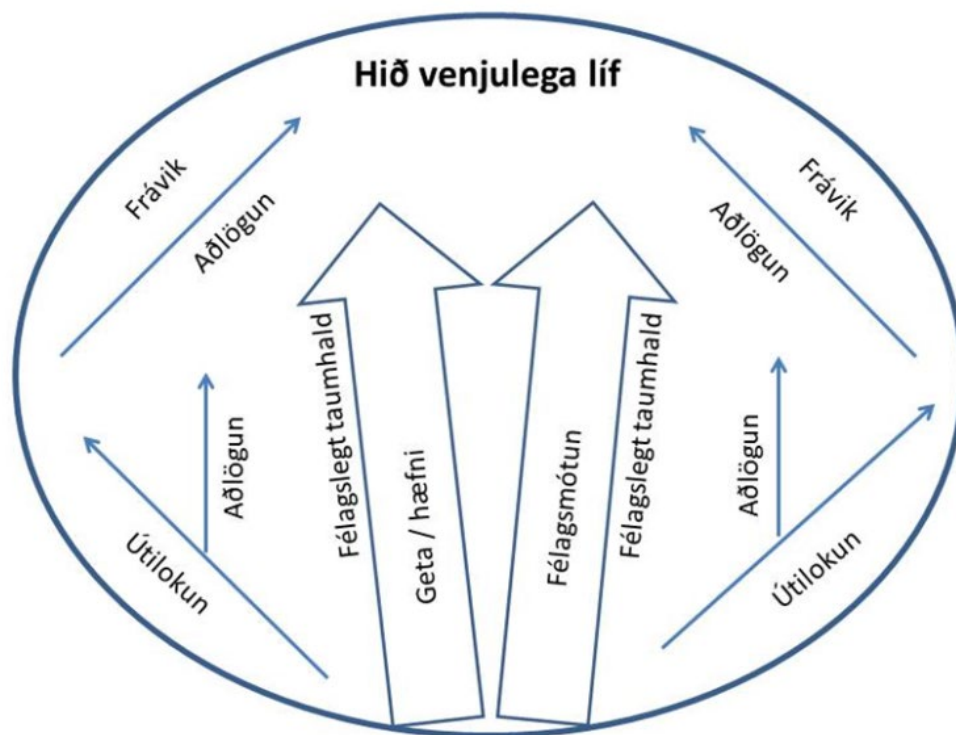 Hið venjulega líf
Frávik
Aðlögun
Frávik
Aðlögun
Félagslegt taumhald
Geta / hæfni
Félagsmótun
Félagslegt taumhald
Aðlögun
Aðlögun
Útilokun
Útilokun